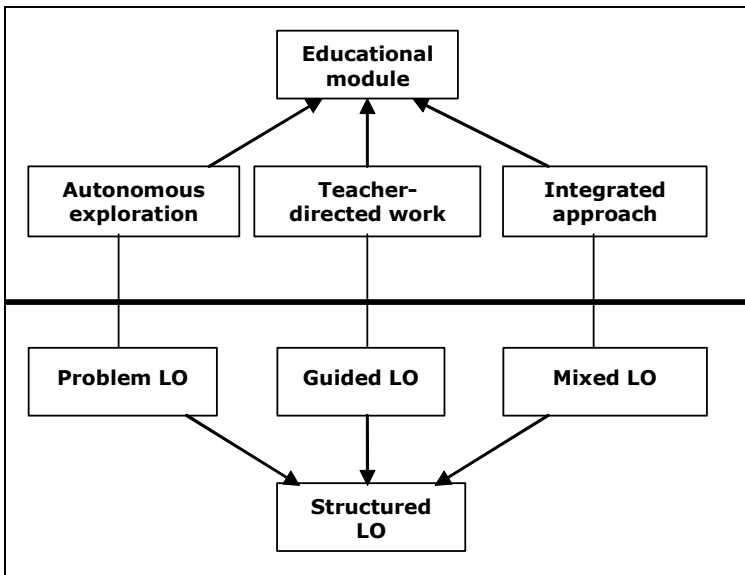 Educational
module
Autonomous
exploration
Teacher-
directed work
Integrated
approach
Problem LO
Guided LO
Mixed LO
Structured
LO